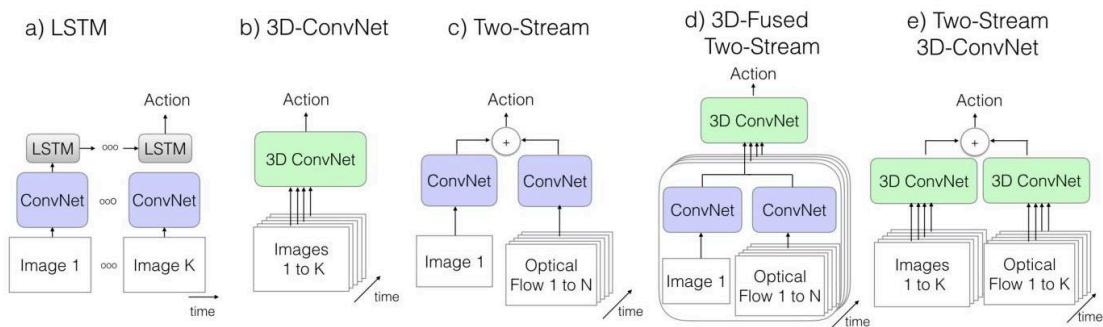 a) LSTM
Action
LSTM
ooo
LSTM
ConvNet
ooo
ConvNet
Image 1
ooo
Image K
time
b) 3D-ConvNet
Action
3D ConvNet
Images
1 to K
time
c) Two-Stream
Action
+
ConvNet
ConvNet
Image 1
Optical
Flow 1 to N
time
d) 3D-Fused
Two-Stream
Action
3D ConvNet
ConvNet
ConvNet
Image 1
Optical
Flow 1 to N
time
e) Two-Stream
3D-ConvNet
Action
+
3D ConvNet
3D ConvNet
Images
1 to K
Optical
Flow 1 to K
time